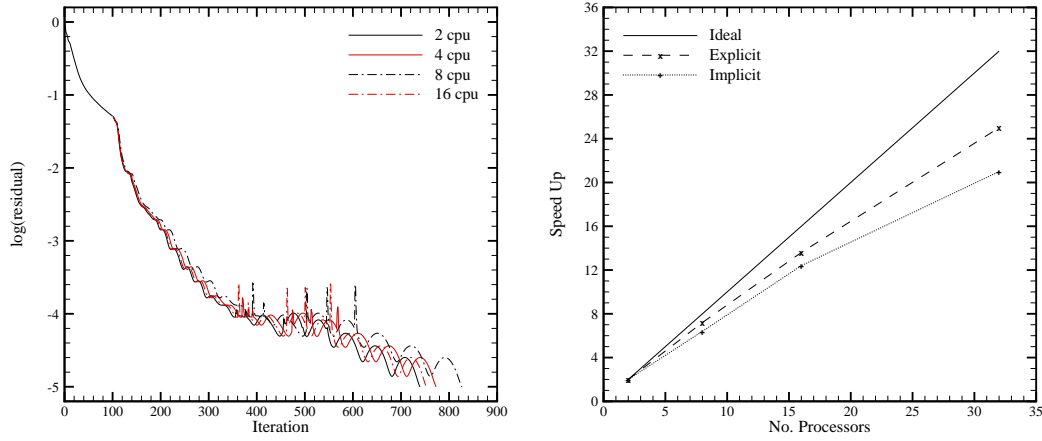 0
-1
-2
-3
-4
-5
log(residual)
0 100 200 300 400 500 600 700 800 900
Iteration
2 cpu
4 cpu
8 cpu
16 cpu
36
32
28
24
20
16
12
8
4
0
Speed Up
0 5 10 15 20 25 30 35
No. Processors
Ideal
Explicit
Implicit